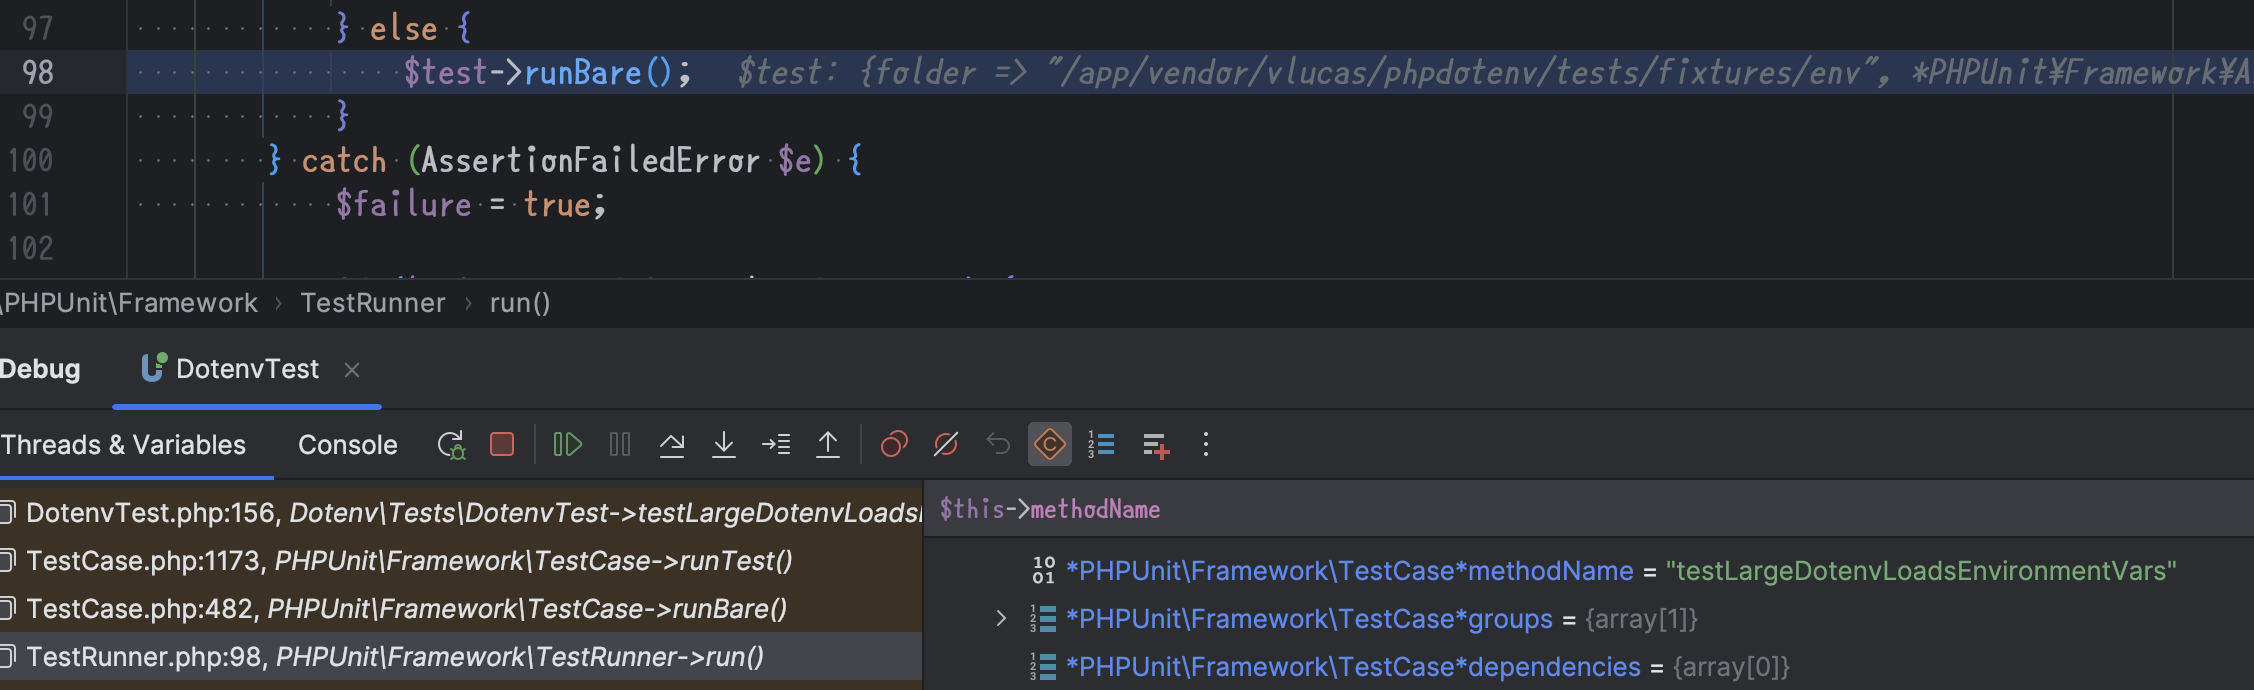 97 } else {
98 $test->runBare(); $test: {folder => "/app/vendor/vlucas/phpdotenv/tests/fixtures/env", *PHPUnit¥Framework¥A
99 }
100 } catch (AssertionFailedError $e) {
101 $failure = true;
102
\PHPUnit\Framework › TestRunner › run()
Debug DotenvTest ×
Threads & Variables Console
DotenvTest.php:156, Dotenv\Tests\DotenvTest->testLargeDotenvLoads
TestCase.php:1173, PHPUnit\Framework\TestCase->runTest()
TestCase.php:482, PHPUnit\Framework\TestCase->runBare()
TestRunner.php:98, PHPUnit\Framework\TestRunner->run()
$this->methodName
*PHPUnit\Framework\TestCase*methodName = "testLargeDotenvLoadsEnvironmentVars"
*PHPUnit\Framework\TestCase*groups = {array[1]}
*PHPUnit\Framework\TestCase*dependencies = {array[0]}